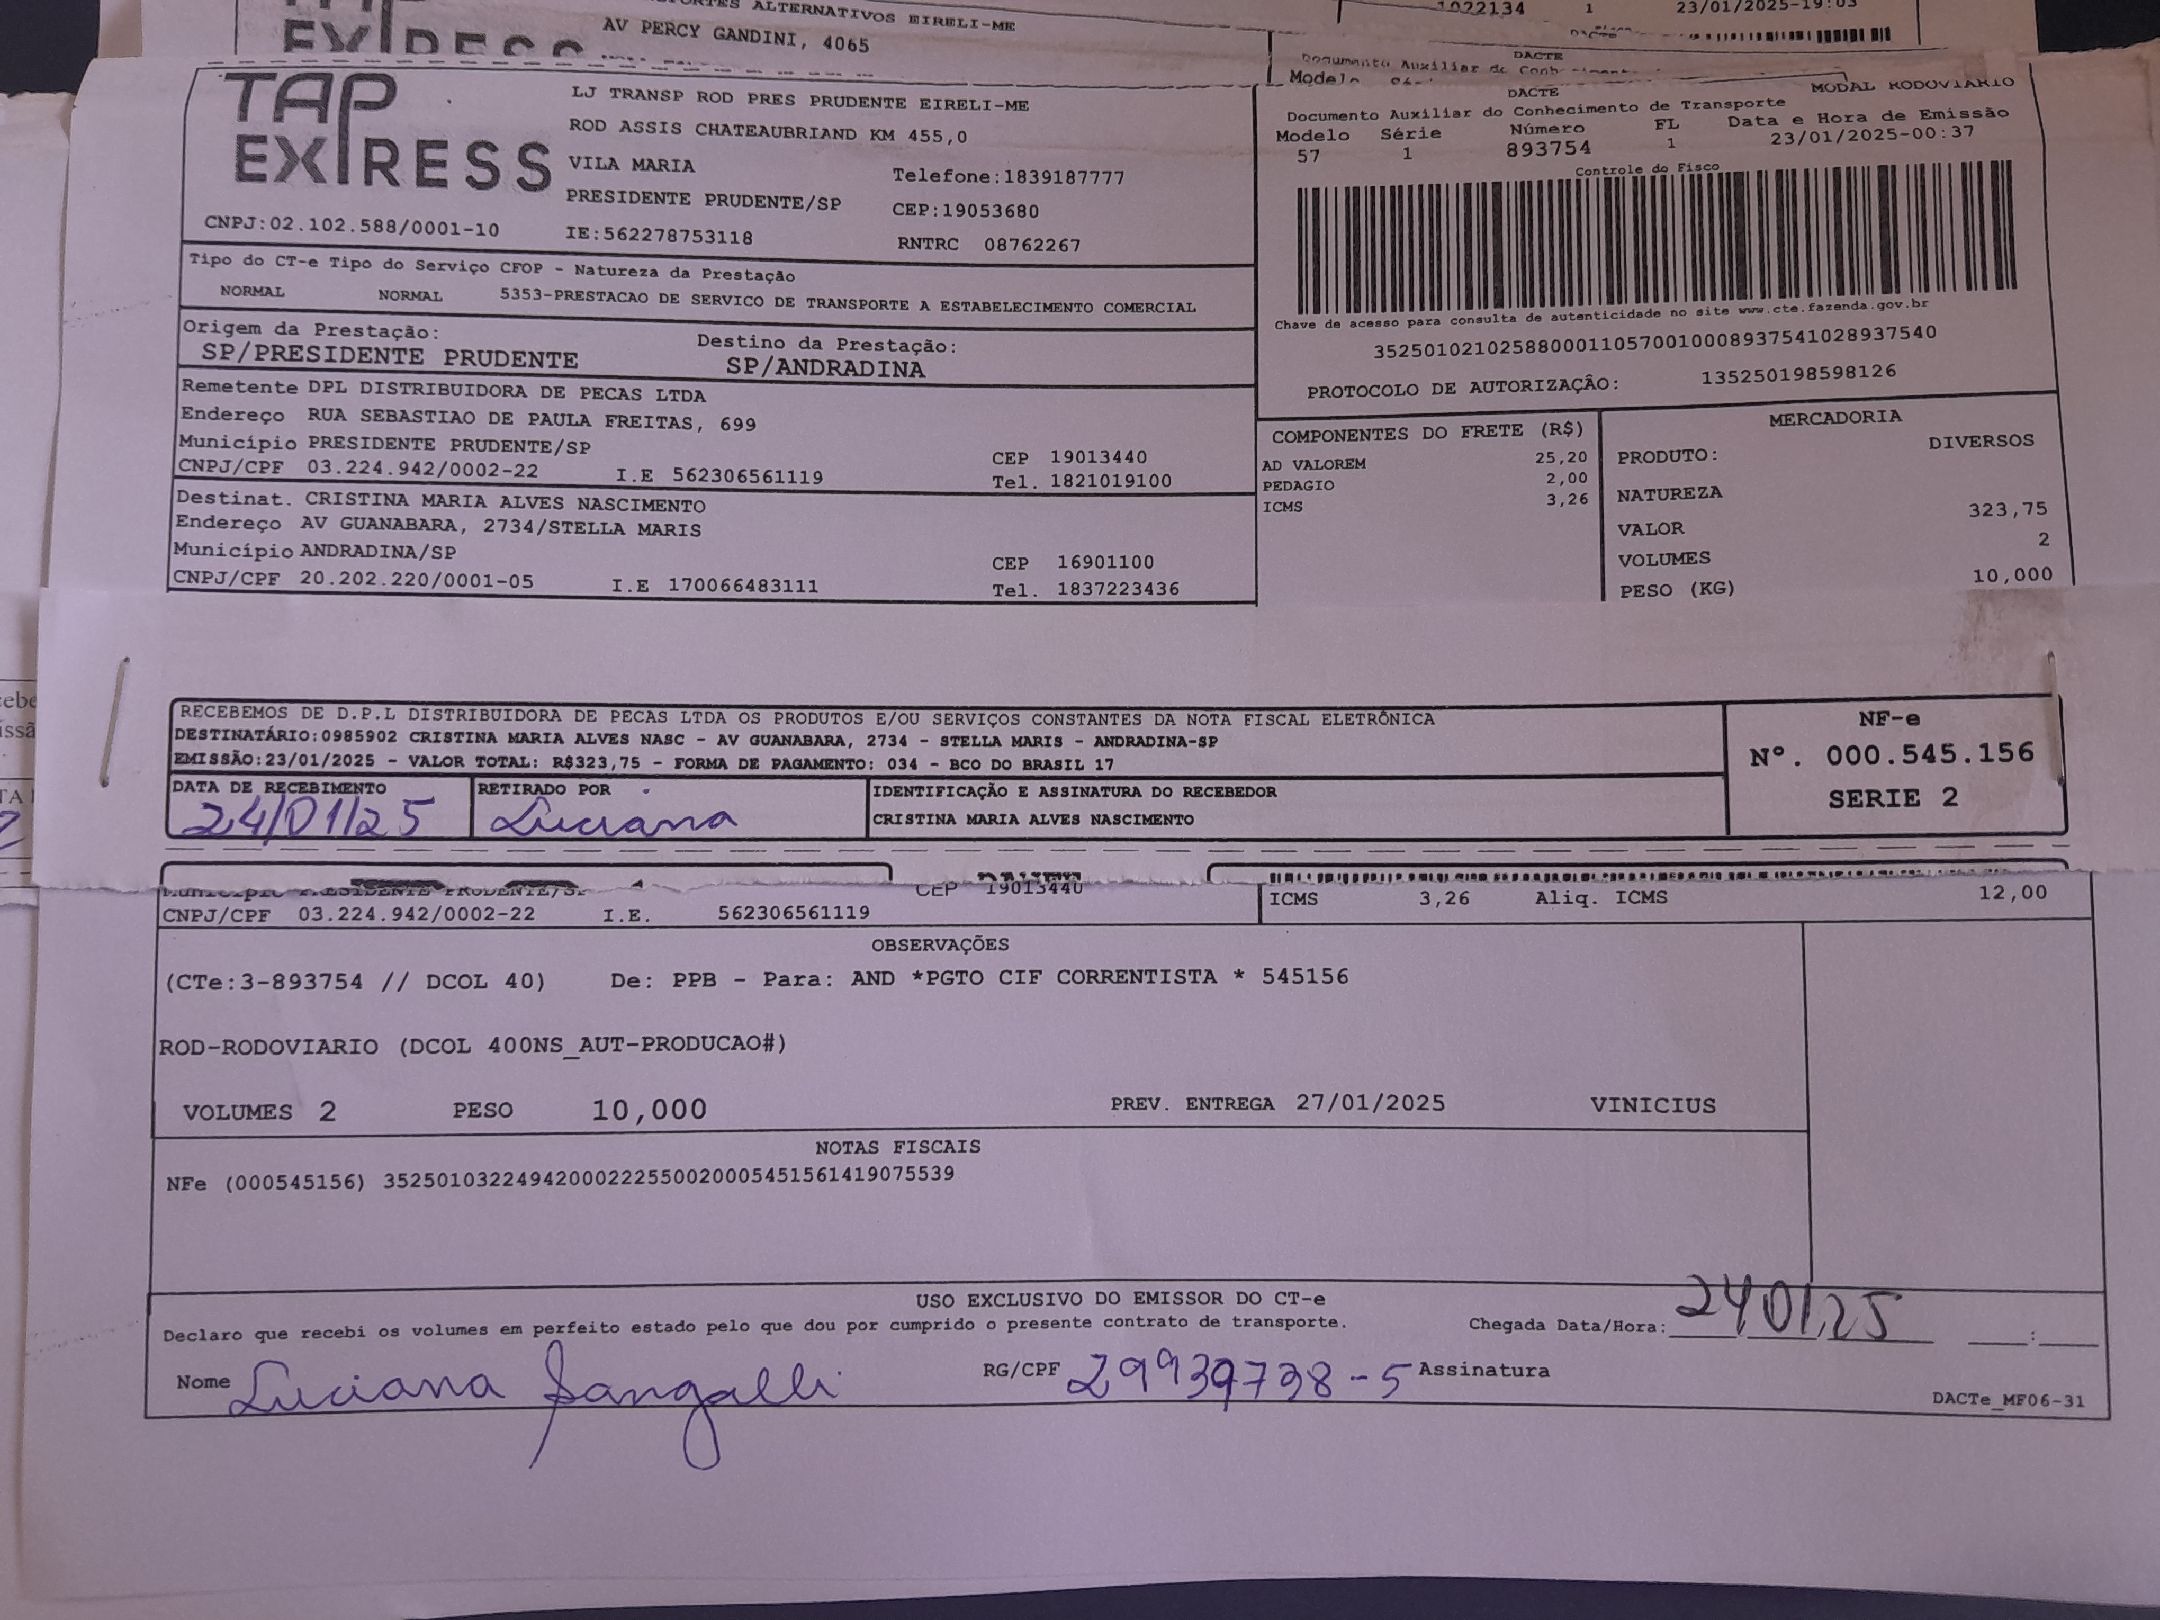 ALTERNATIVOS EIRELI-ME
AV PERCY GANDINI, 4065
1022134 1 23/01/2025-19:03
DACTE
Documento Auxiliar de
TAP EXPRESS
LJ TRANSP ROD PRES PRUDENTE EIRELI-ME
ROD ASSIS CHATEAUBRIAND KM 455,0
VILA MARIA
Telefone:1839187777
PRESIDENTE PRUDENTE/SP
CEP:19053680
CNPJ:02.102.588/0001-10
IE:562278753118
RNTRC 08762267
DACTE
MODAL RODOVIARIO
Documento Auxiliar do Conhecimento de Transporte
Modelo Série Número FL Data e Hora de Emissão
57 1 893754 1 23/01/2025-00:37
Controle do Fisco
Chave de acesso para consulta de autenticidade no site www.cte.fazenda.gov.br
35250102102588000110570010008937541028937540
PROTOCOLO DE AUTORIZAÇÃO: 135250198598126
Tipo do CT-e Tipo do Serviço CFOP - Natureza da Prestação
NORMAL NORMAL 5353-PRESTACAO DE SERVICO DE TRANSPORTE A ESTABELECIMENTO COMERCIAL
Origem da Prestação: Destino da Prestação:
SP/PRESIDENTE PRUDENTE SP/ANDRADINA
Remetente DPL DISTRIBUIDORA DE PECAS LTDA
Endereço RUA SEBASTIAO DE PAULA FREITAS, 699
Município PRESIDENTE PRUDENTE/SP CEP 19013440
CNPJ/CPF 03.224.942/0002-22 I.E 562306561119 Tel. 1821019100
Destinat. CRISTINA MARIA ALVES NASCIMENTO
Endereço AV GUANABARA, 2734/STELLA MARIS
Município ANDRADINA/SP CEP 16901100
CNPJ/CPF 20.202.220/0001-05 I.E 170066483111 Tel. 1837223436
COMPONENTES DO FRETE (R$)
AD VALOREM 25,20
PEDAGIO 2,00
ICMS 3,26
MERCADORIA
PRODUTO: DIVERSOS
NATUREZA
VALOR 323,75
VOLUMES 2
PESO (KG) 10,000
RECEBEMOS DE D.P.L DISTRIBUIDORA DE PECAS LTDA OS PRODUTOS E/OU SERVIÇOS CONSTANTES DA NOTA FISCAL ELETRÔNICA
DESTINATÁRIO:0985902 CRISTINA MARIA ALVES NASC - AV GUANABARA, 2734 - STELLA MARIS - ANDRADINA-SP
EMISSÃO:23/01/2025 - VALOR TOTAL: R$323,75 - FORMA DE PAGAMENTO: 034 - BCO DO BRASIL 17
NF-e
Nº. 000.545.156
SERIE 2
DATA DE RECEBIMENTO
24/01/25
RETIRADO POR
Luciana
IDENTIFICAÇÃO E ASSINATURA DO RECEBEDOR
CRISTINA MARIA ALVES NASCIMENTO
CEP 19013440
CNPJ/CPF 03.224.942/0002-22 I.E. 562306561119
ICMS 3,26 Aliq. ICMS 12,00
OBSERVAÇÕES
(CTe:3-893754 // DCOL 40) De: PPB - Para: AND *PGTO CIF CORRENTISTA * 545156
ROD-RODOVIARIO (DCOL 400NS_AUT-PRODUCAO#)
VOLUMES 2 PESO 10,000 PREV. ENTREGA 27/01/2025 VINICIUS
NOTAS FISCAIS
NFe (000545156) 35250103224942000222550020005451561419075539
USO EXCLUSIVO DO EMISSOR DO CT-e
Declaro que recebi os volumes em perfeito estado pelo que dou por cumprido o presente contrato de transporte.
Chegada Data/Hora: 24 01 25 :
Nome Luciana Sangalli RG/CPF 29939738-5 Assinatura
DACTe_MF06-31